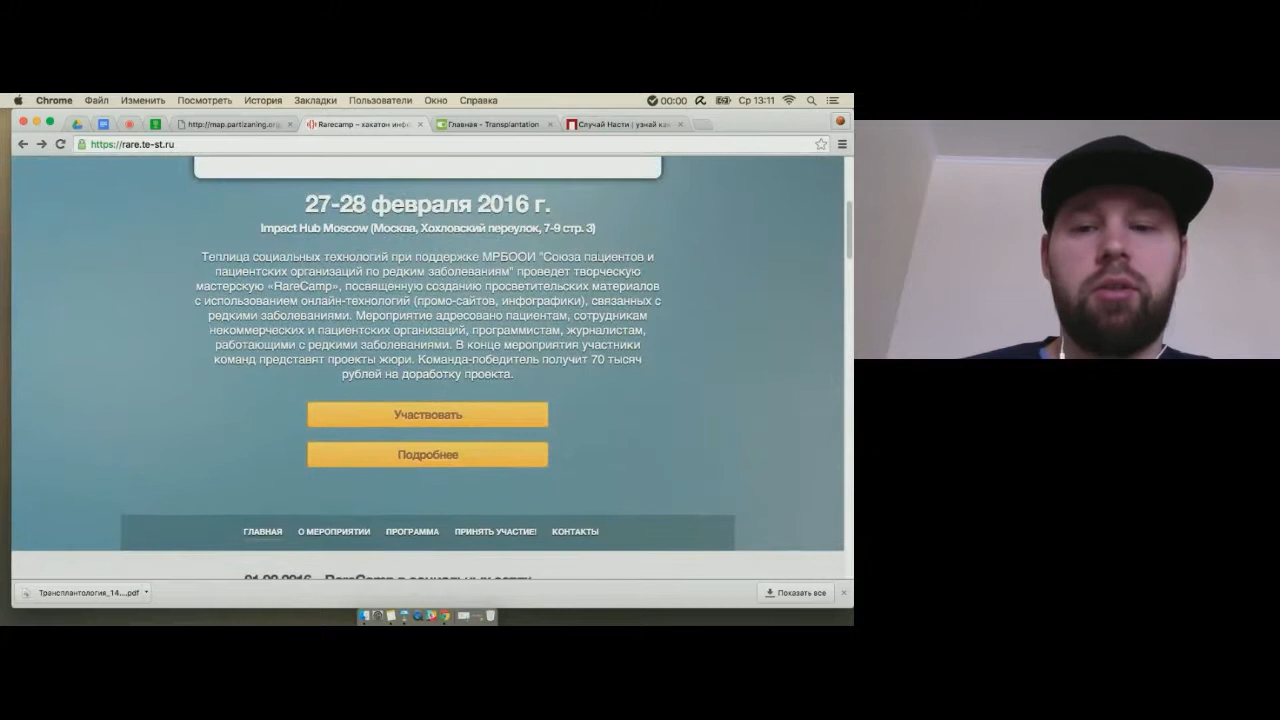 Chrome Файл Изменить Посмотреть История Закладки Пользователи Окно Справка 00:00 Ср 13:11
http://map.partizaning.org Rarecamp – хакатон инфо Главная - Transplantation Случай Насти ( узнай как
https://rare.te-st.ru
27-28 февраля 2016 г.
Impact Hub Moscow (Москва, Хохловский переулок, 7-9 стр. 3)
Теплица социальных технологий при поддержке МРБООИ "Союза пациентов и
пациентских организаций по редким заболеваниям" проведет творческую
мастерскую «RareCamp», посвященную созданию просветительских материалов
с использованием онлайн-технологий (промо-сайтов, инфографики), связанных с
редкими заболеваниями. Мероприятие адресовано пациентам, сотрудникам
некоммерческих и пациентских организаций, программистам, журналистам,
работающими с редкими заболеваниями. В конце мероприятия участники
команд представят проекты жюри. Команда-победитель получит 70 тысяч
рублей на доработку проекта.
Участвовать
Подробнее
ГЛАВНАЯ О МЕРОПРИЯТИИ ПРОГРАММА ПРИНЯТЬ УЧАСТИЕ! КОНТАКТЫ
Трансплантология_14....pdf Показать все